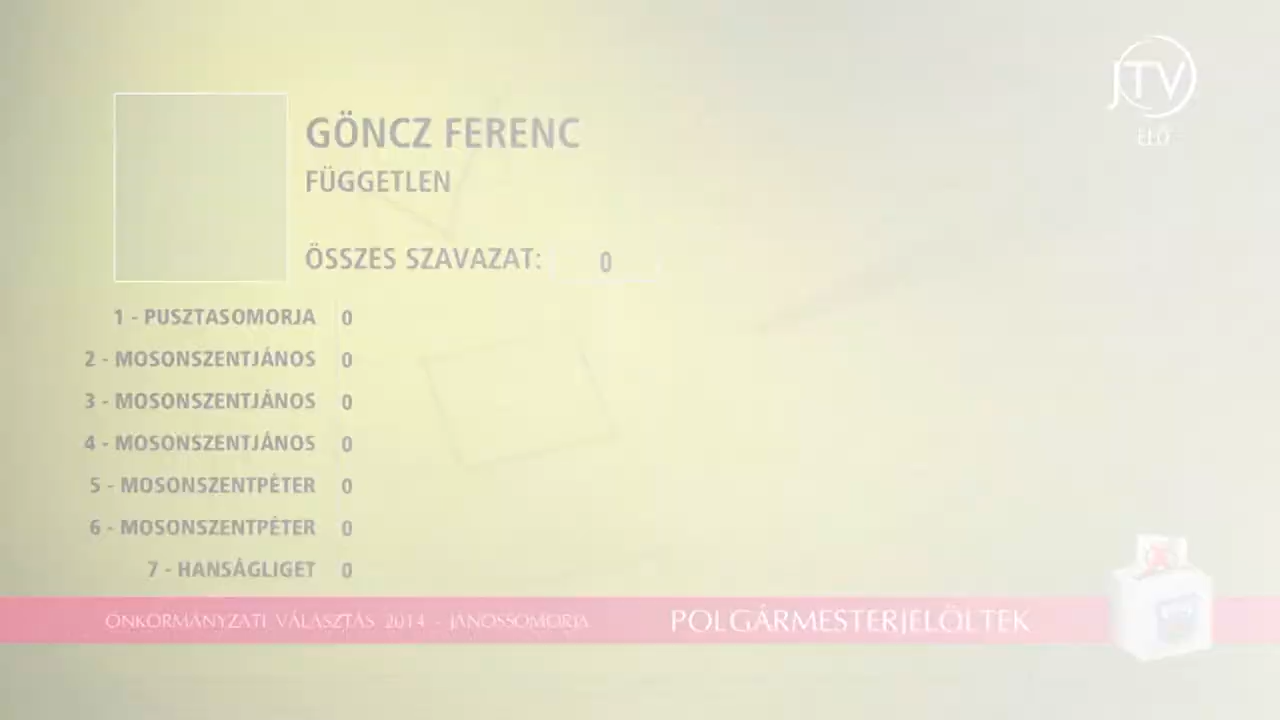 JTV
ÉLŐ
GÖNCZ FERENC
FÜGGETLEN
ÖSSZES SZAVAZAT: 0
1 - PUSZTASOMORJA 0
2 - MOSONSZENTJÁNOS 0
3 - MOSONSZENTJÁNOS 0
4 - MOSONSZENTJÁNOS 0
5 - MOSONSZENTPÉTER 0
6 - MOSONSZENTPÉTER 0
7 - HANSÁGLIGET 0
ÖNKORMÁNYZATI VÁLASZTÁS 2014 - JÁNOSSOMORJA POLGÁRMESTERJELÖLTEK